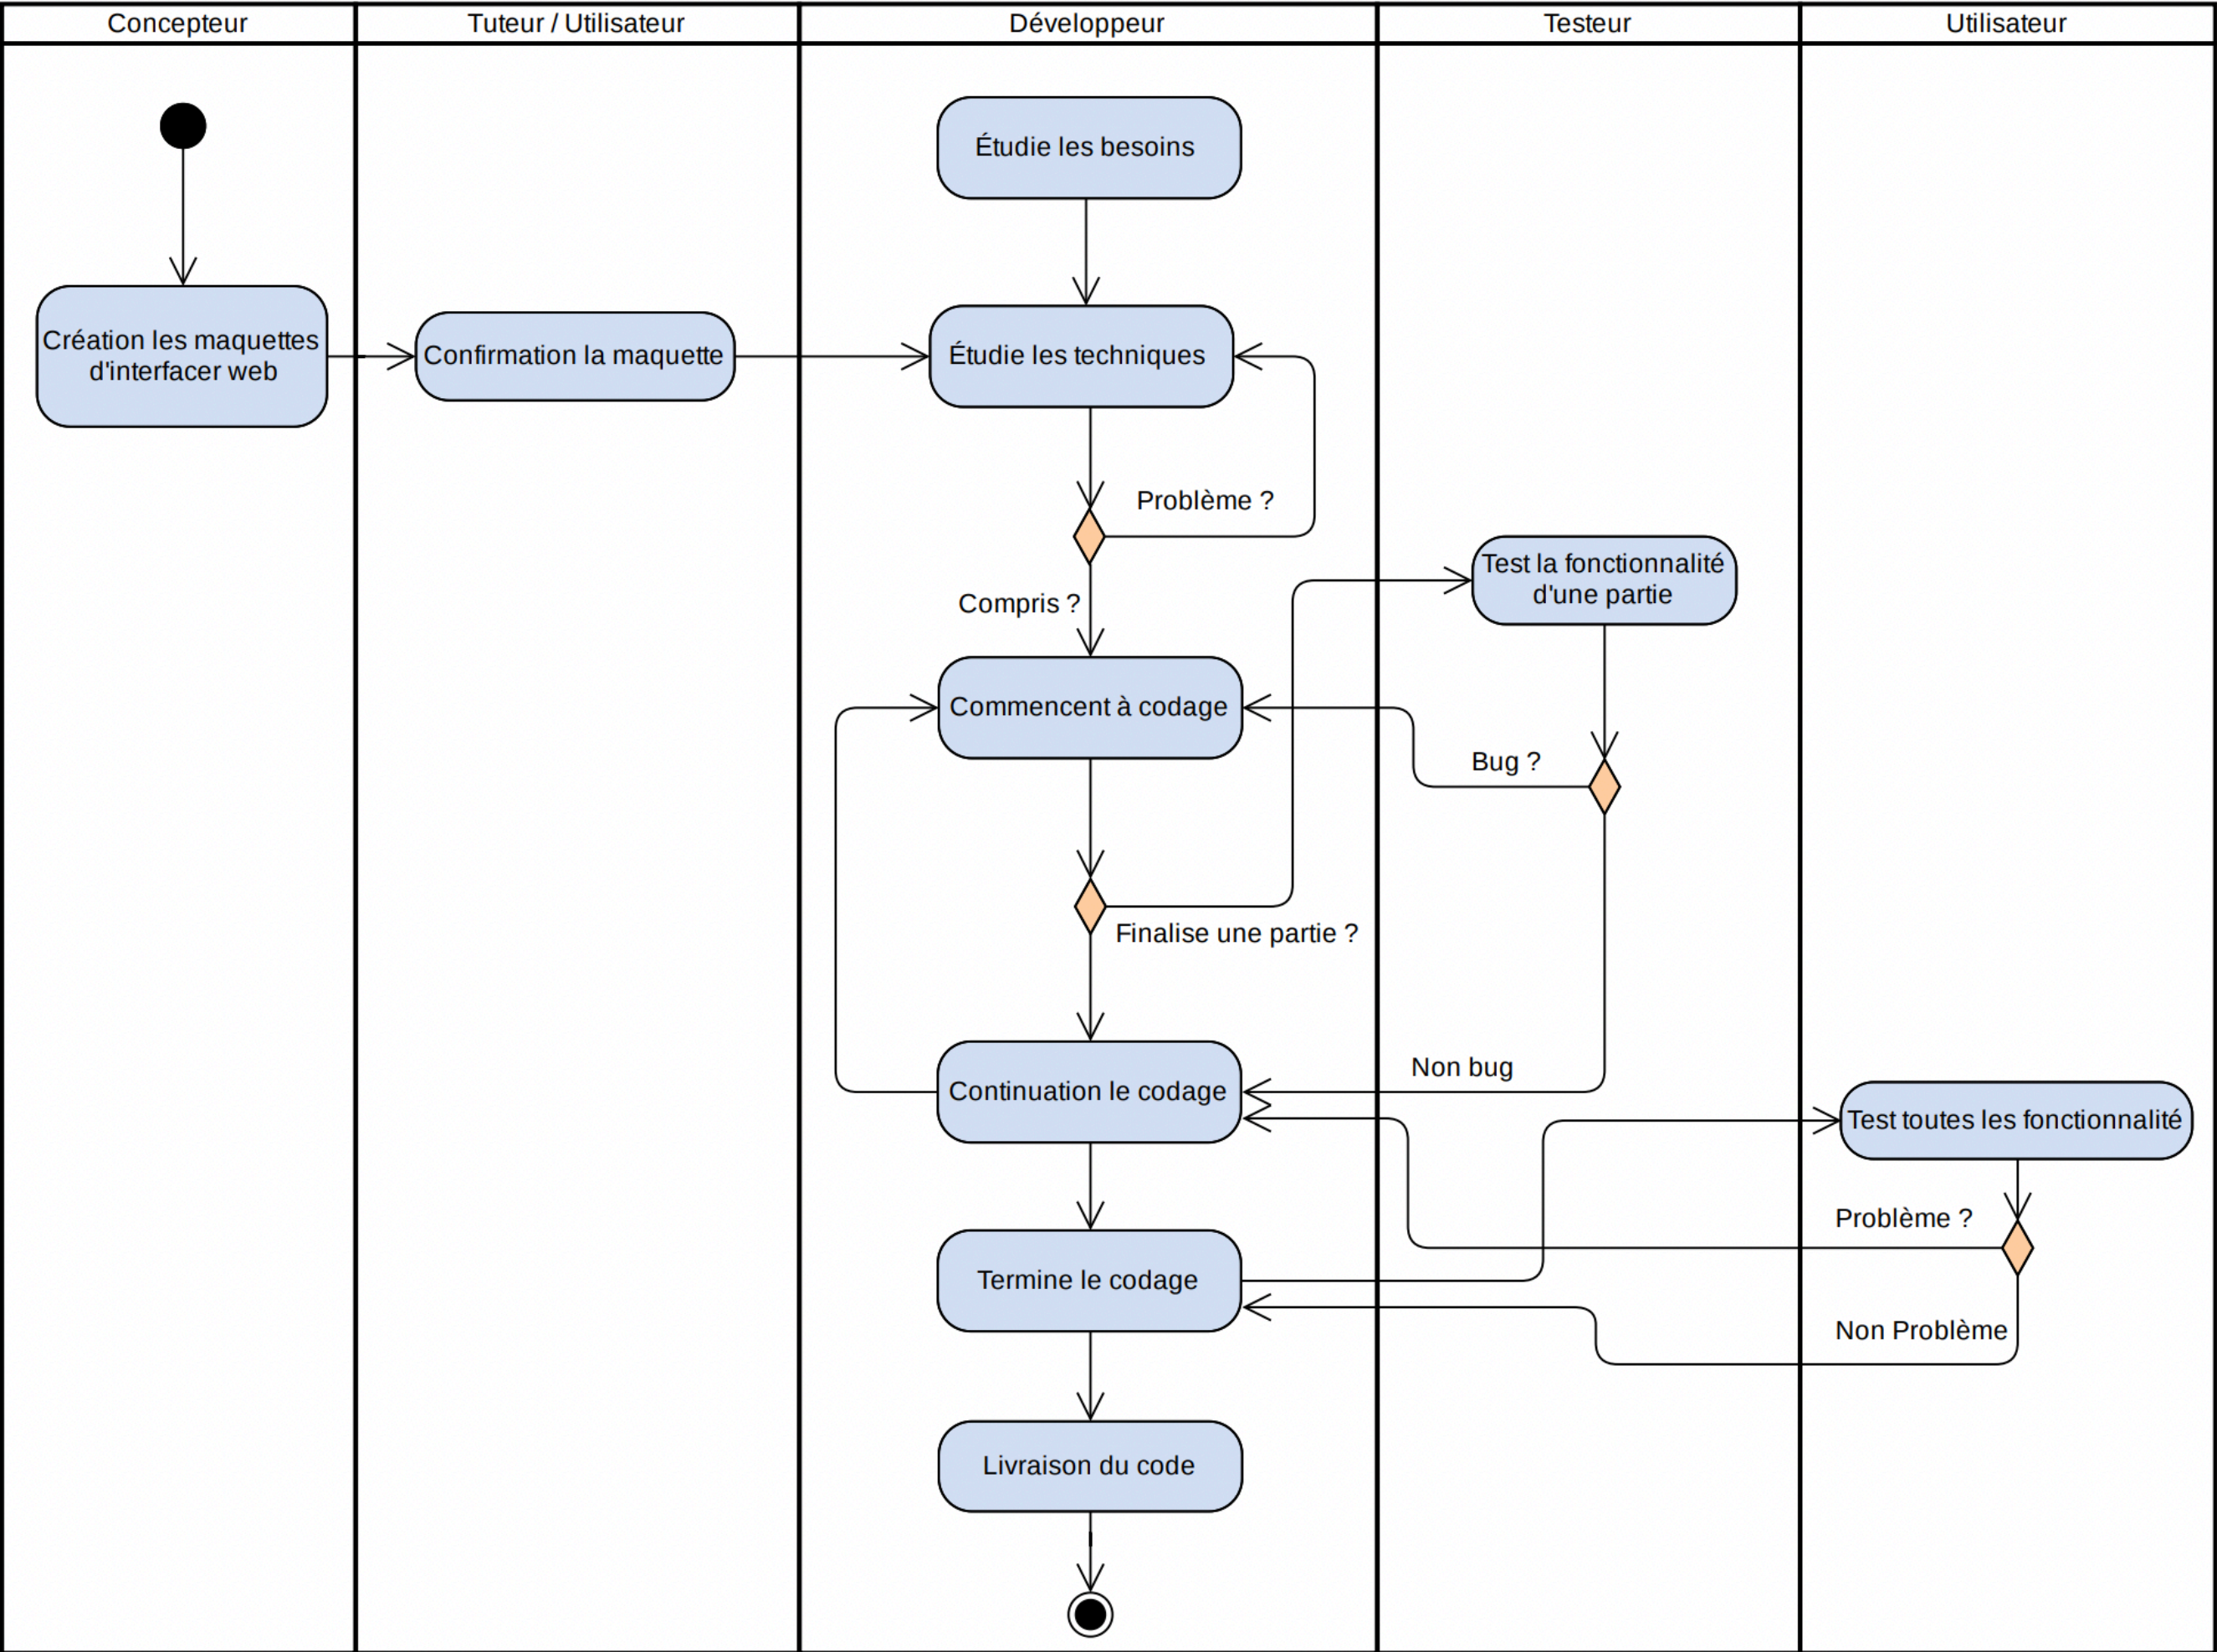 Concepteur
Tuteur / Utilisateur
Développeur
Testeur
Utilisateur
Étudie les besoins
Création les maquettes
d'interfacer web
Confirmation la maquette
Étudie les techniques
Problème ?
Compris ?
Test la fonctionnalité
d'une partie
Commencent à codage
Bug ?
Finalise une partie ?
Non bug
Continuation le codage
Test toutes les fonctionnalité
Problème ?
Termine le codage
Non Problème
Livraison du code